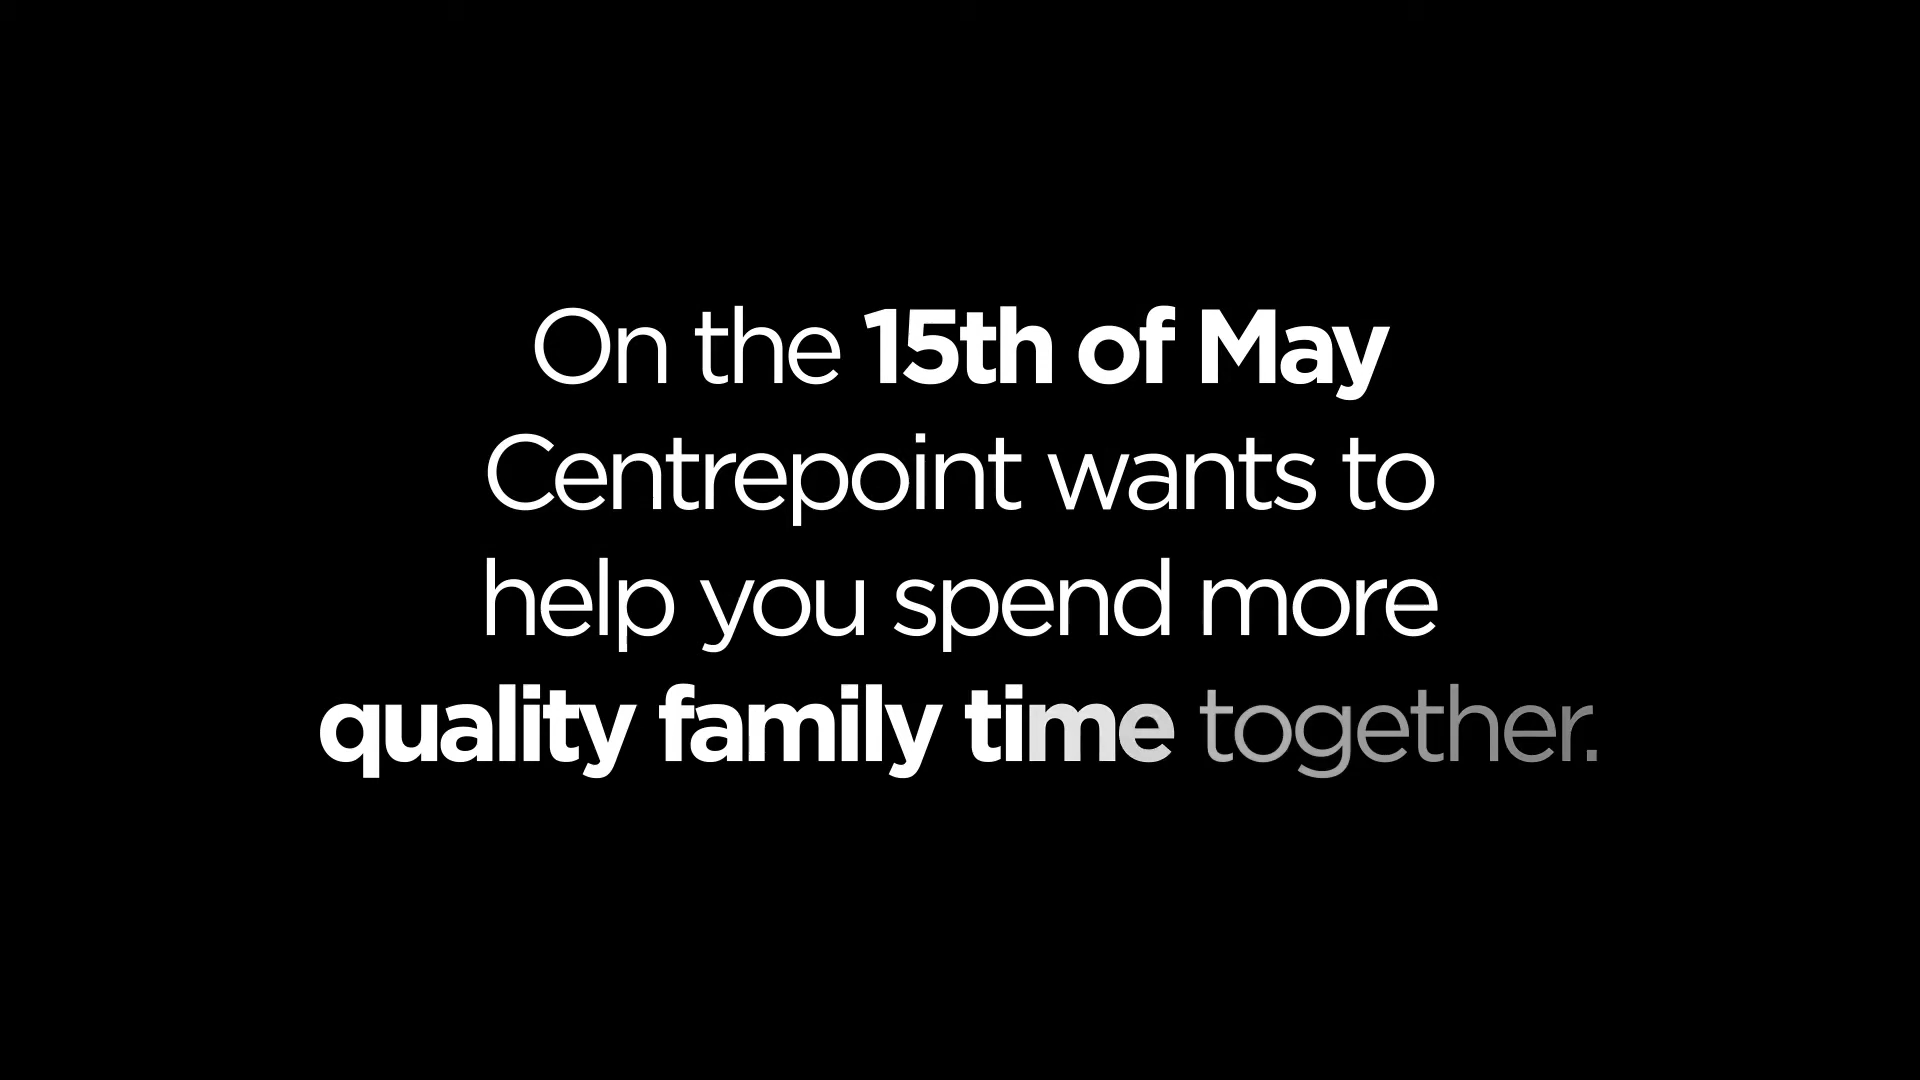 On the 15th of May
Centrepoint wants to
help you spend more
quality family time together.